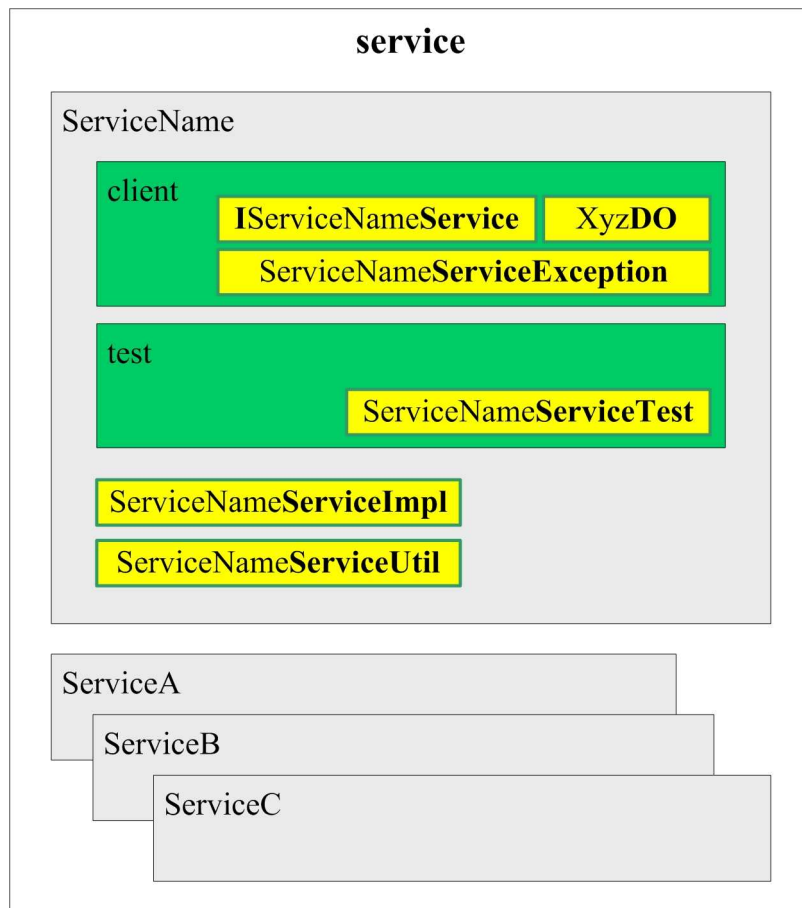 service
ServiceName
client
IServiceNameService XyzDO
ServiceNameServiceException
test
ServiceNameServiceTest
ServiceNameServiceImpl
ServiceNameServiceUtil
ServiceA
ServiceB
ServiceC